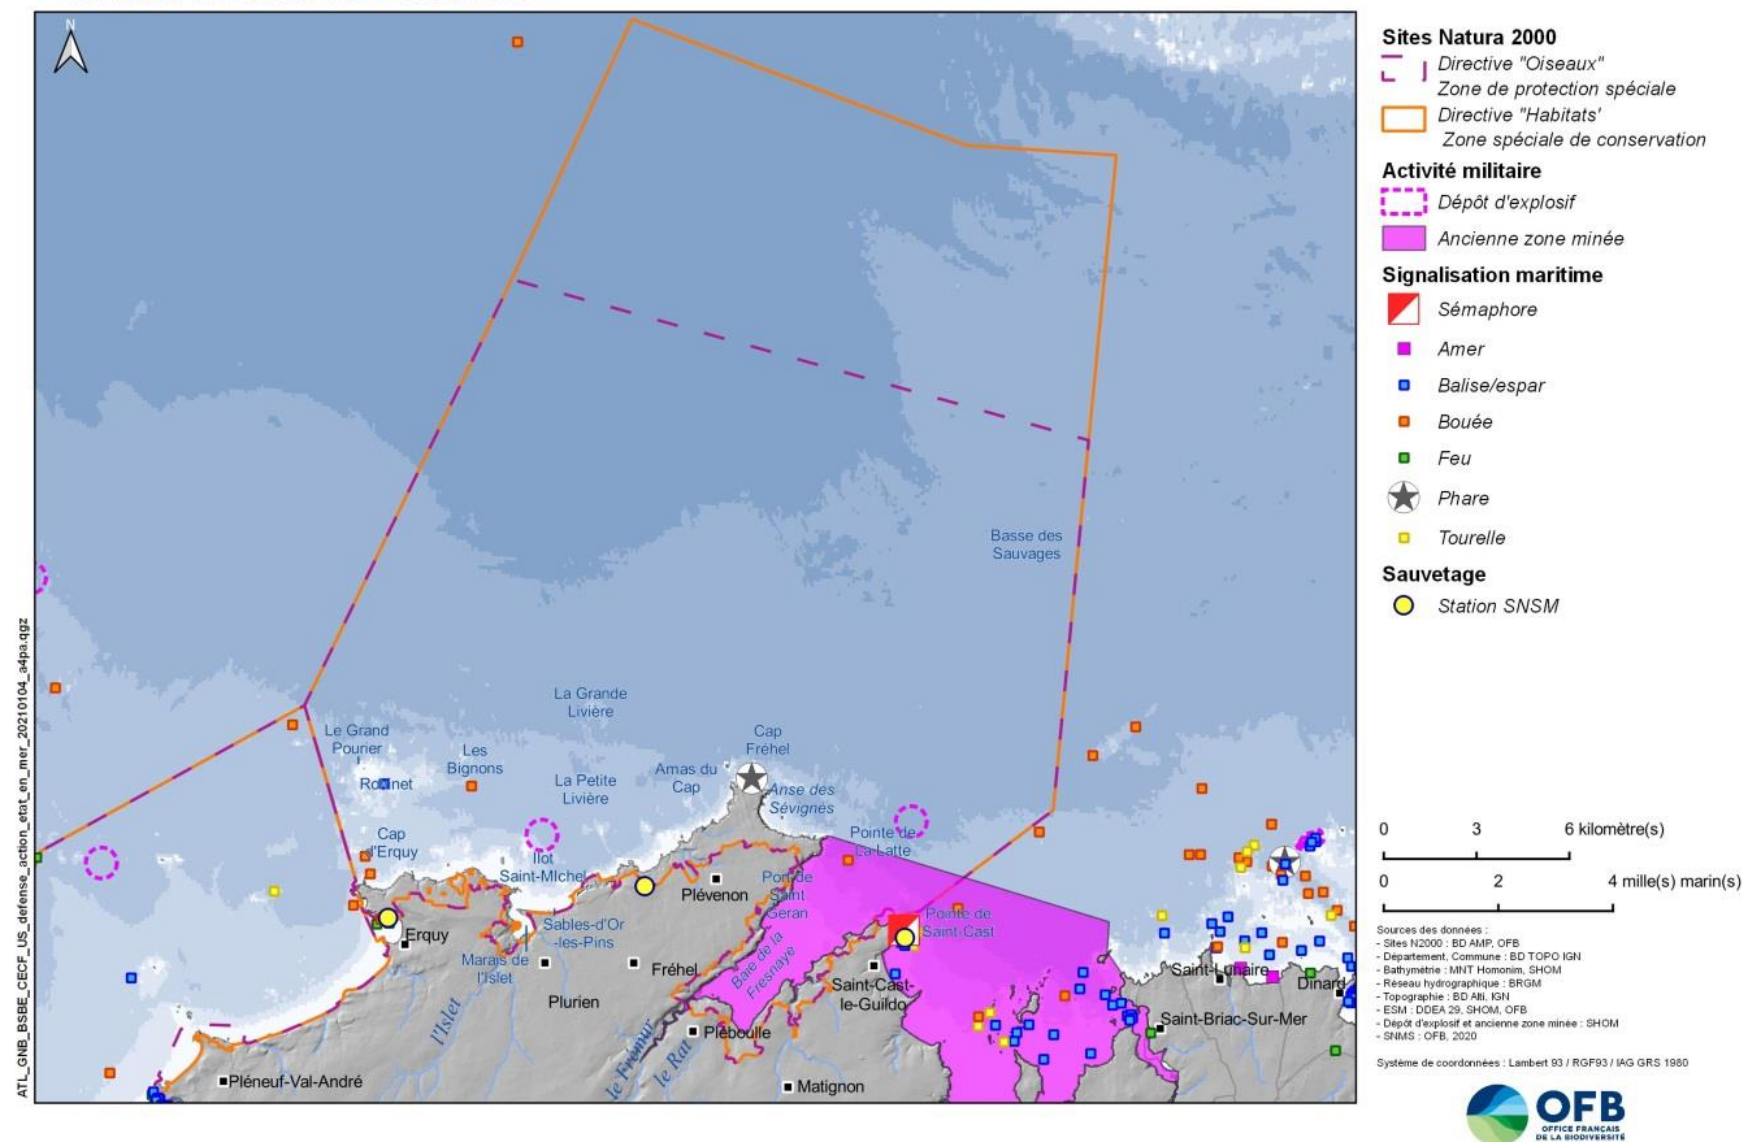 N
Le Grand
Pourier
Les
Bignons
La Grande
Livière
La Petite
Livière
Amas du
Cap
Cap
Fréhel
Anse des
Sévignés
Basse des
Sauvages
Cap
d'Erquy
Ilot
Saint-MIchel
Pointe de
La Latte
Plévenon
Port de
Saint
Geran
Erquy
Sables-d'Or
-les-Pins
Pointe de
Saint-Cast
Marais de
l'Islet
Fréhel
Baie de la
Fresnaye
Saint-Cast-
le-Guildo
Plurien
l'Islet
Saint-Lunaire
Dinard
Pléboulle
Saint-Briac-Sur-Mer
le Frémur
le Rat
Pléneuf-Val-André
Matignon
ATL_GNB_BSBE_CECF_US_defense_action_etat_en_mer_20210104_a4pa.qgz
Sites Natura 2000
Directive "Oiseaux"
Zone de protection spéciale
Directive "Habitats'
Zone spéciale de conservation
Activité militaire
Dépôt d'explosif
Ancienne zone minée
Signalisation maritime
Sémaphore
Amer
Balise/espar
Bouée
Feu
Phare
Tourelle
Sauvetage
Station SNSM
0 3 6 kilomètre(s)
0 2 4 mille(s) marin(s)
Sources des données :
- Sites N2000 : BD AMP, OFB
- Département, Commune : BD TOPO IGN
- Bathymétrie : MNT Homonim, SHOM
- Réseau hydrographique : BRGM
- Topographie : BD Alti, IGN
- ESM : DDEA 29, SHOM, OFB
- Dépôt d'explosif et ancienne zone minée : SHOM
- SNMS : OFB, 2020
Système de coordonnées : Lambert 93 / RGF93 / IAG GRS 1980
OFB
OFFICE FRANÇAIS
DE LA BIODIVERSITÉ